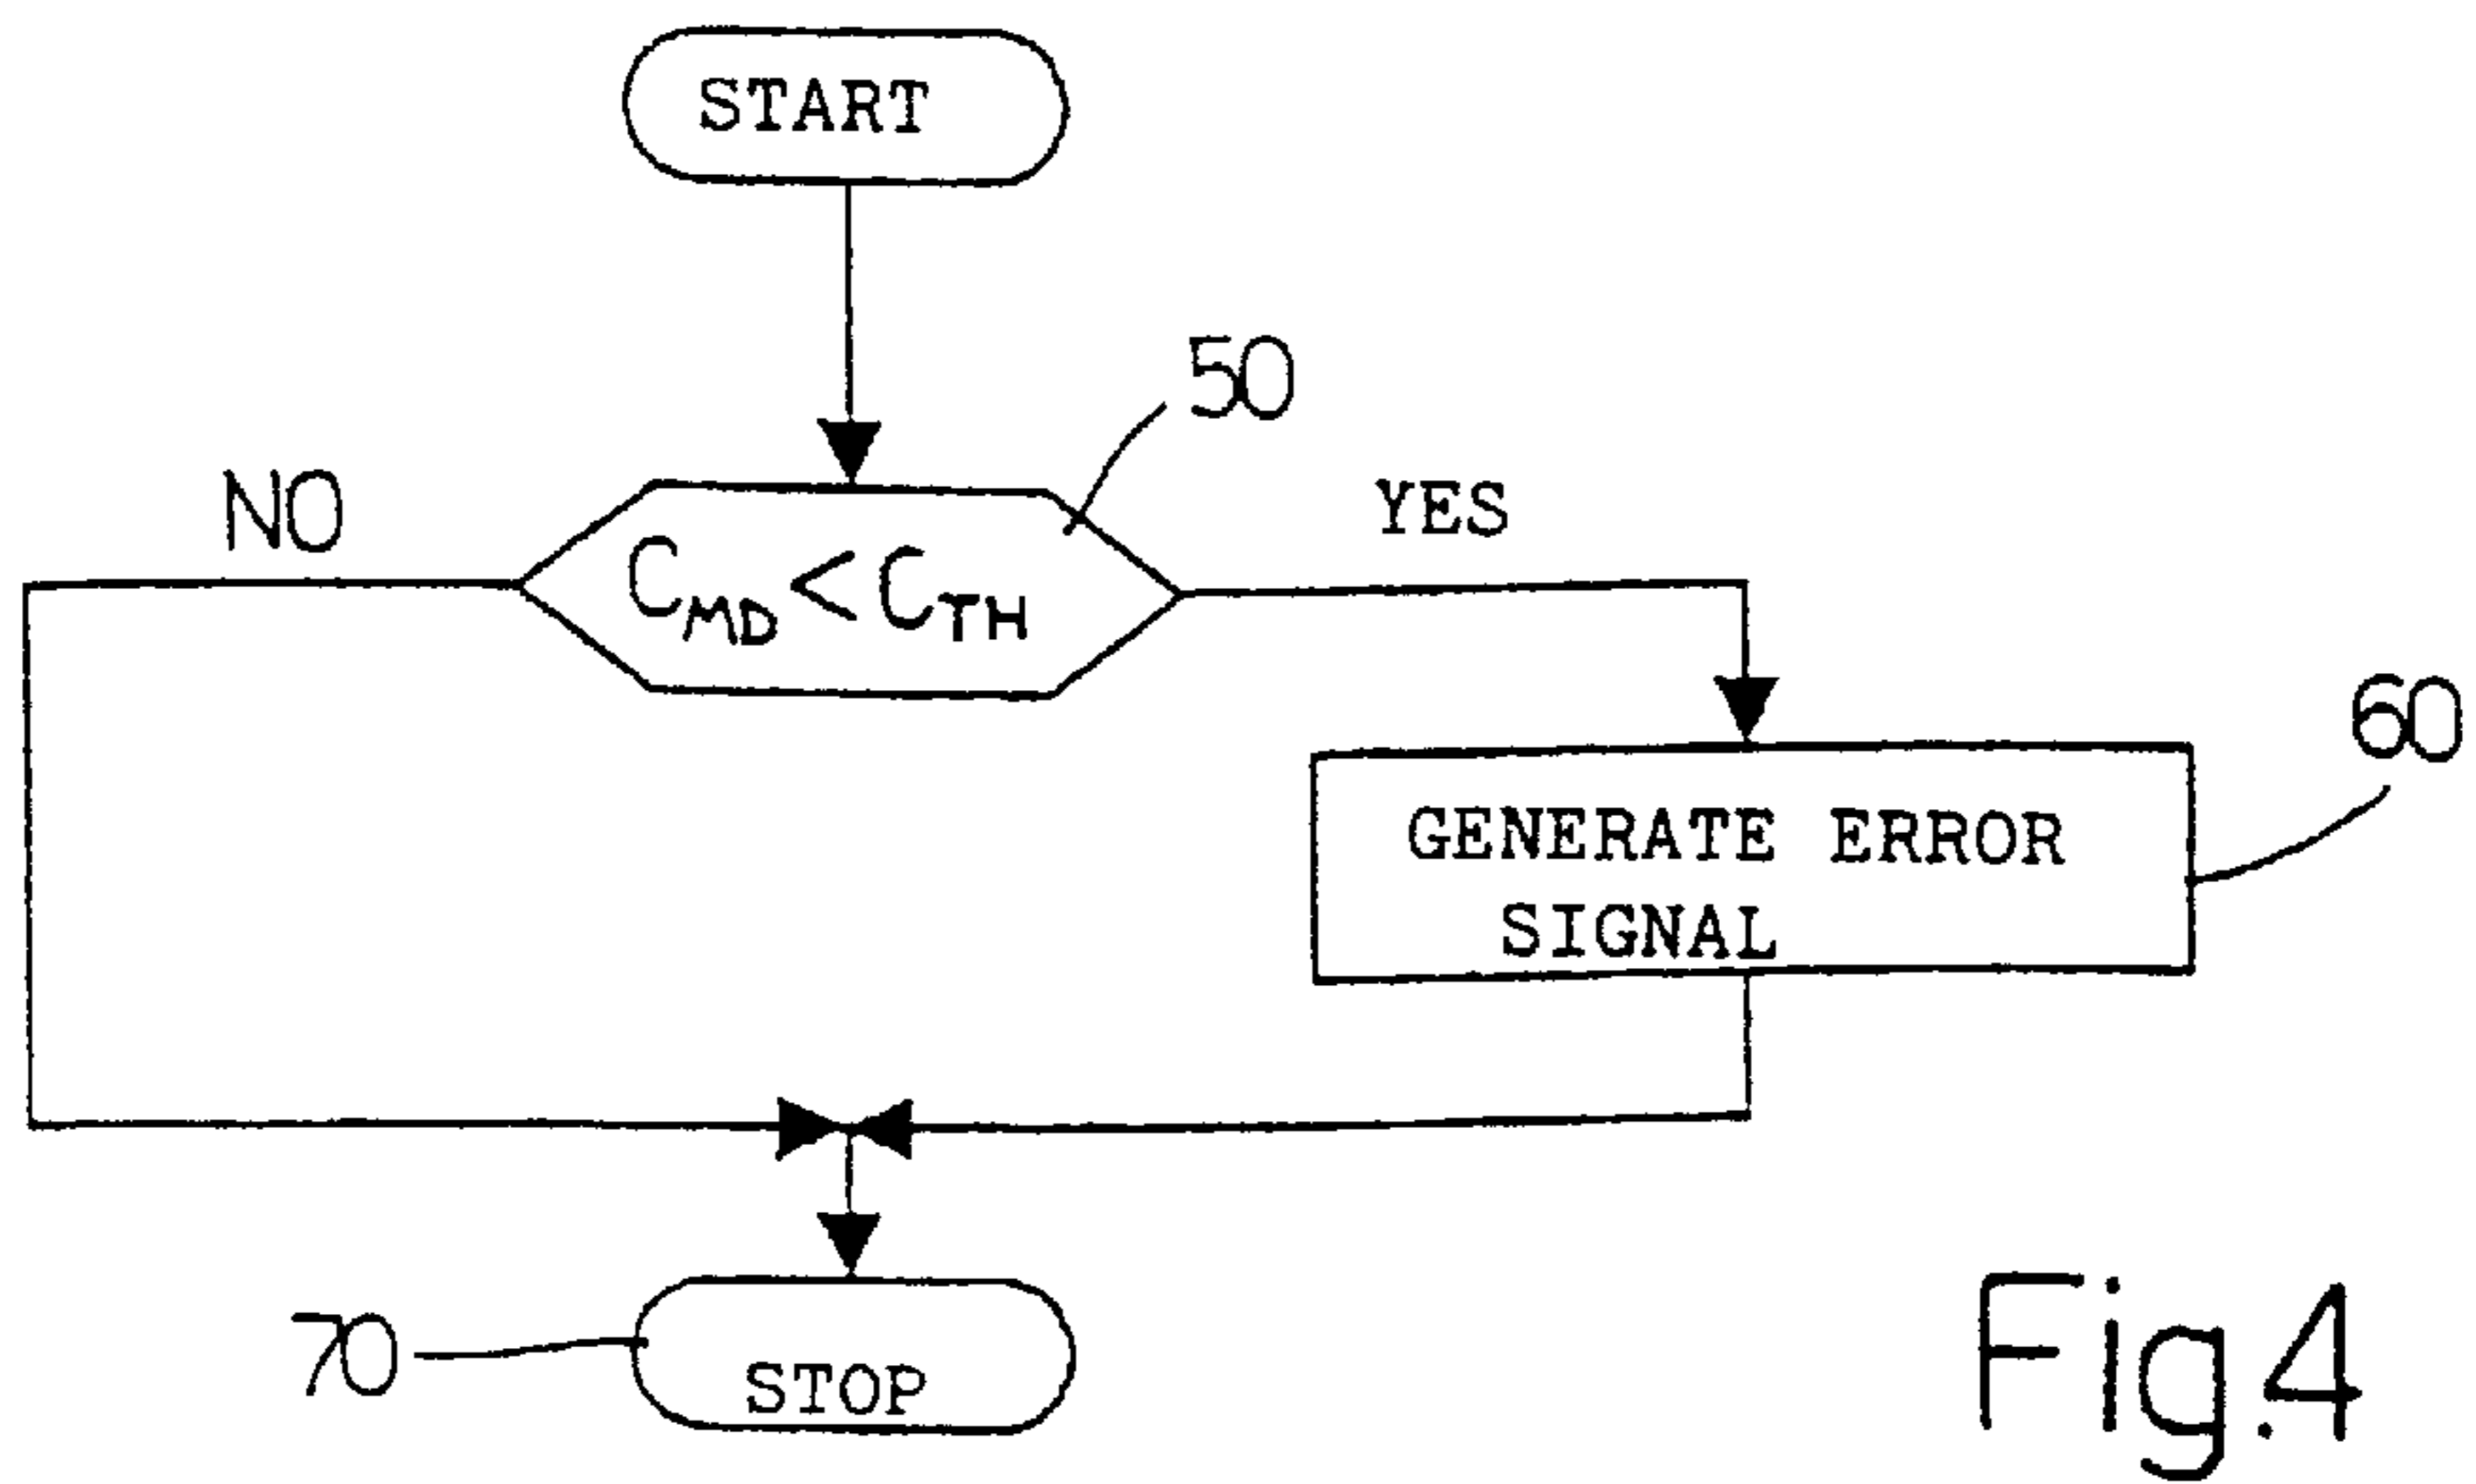 START
50
NO
YES
C_MD < C_TH
60
GENERATE ERROR
SIGNAL
70
STOP
Fig.4